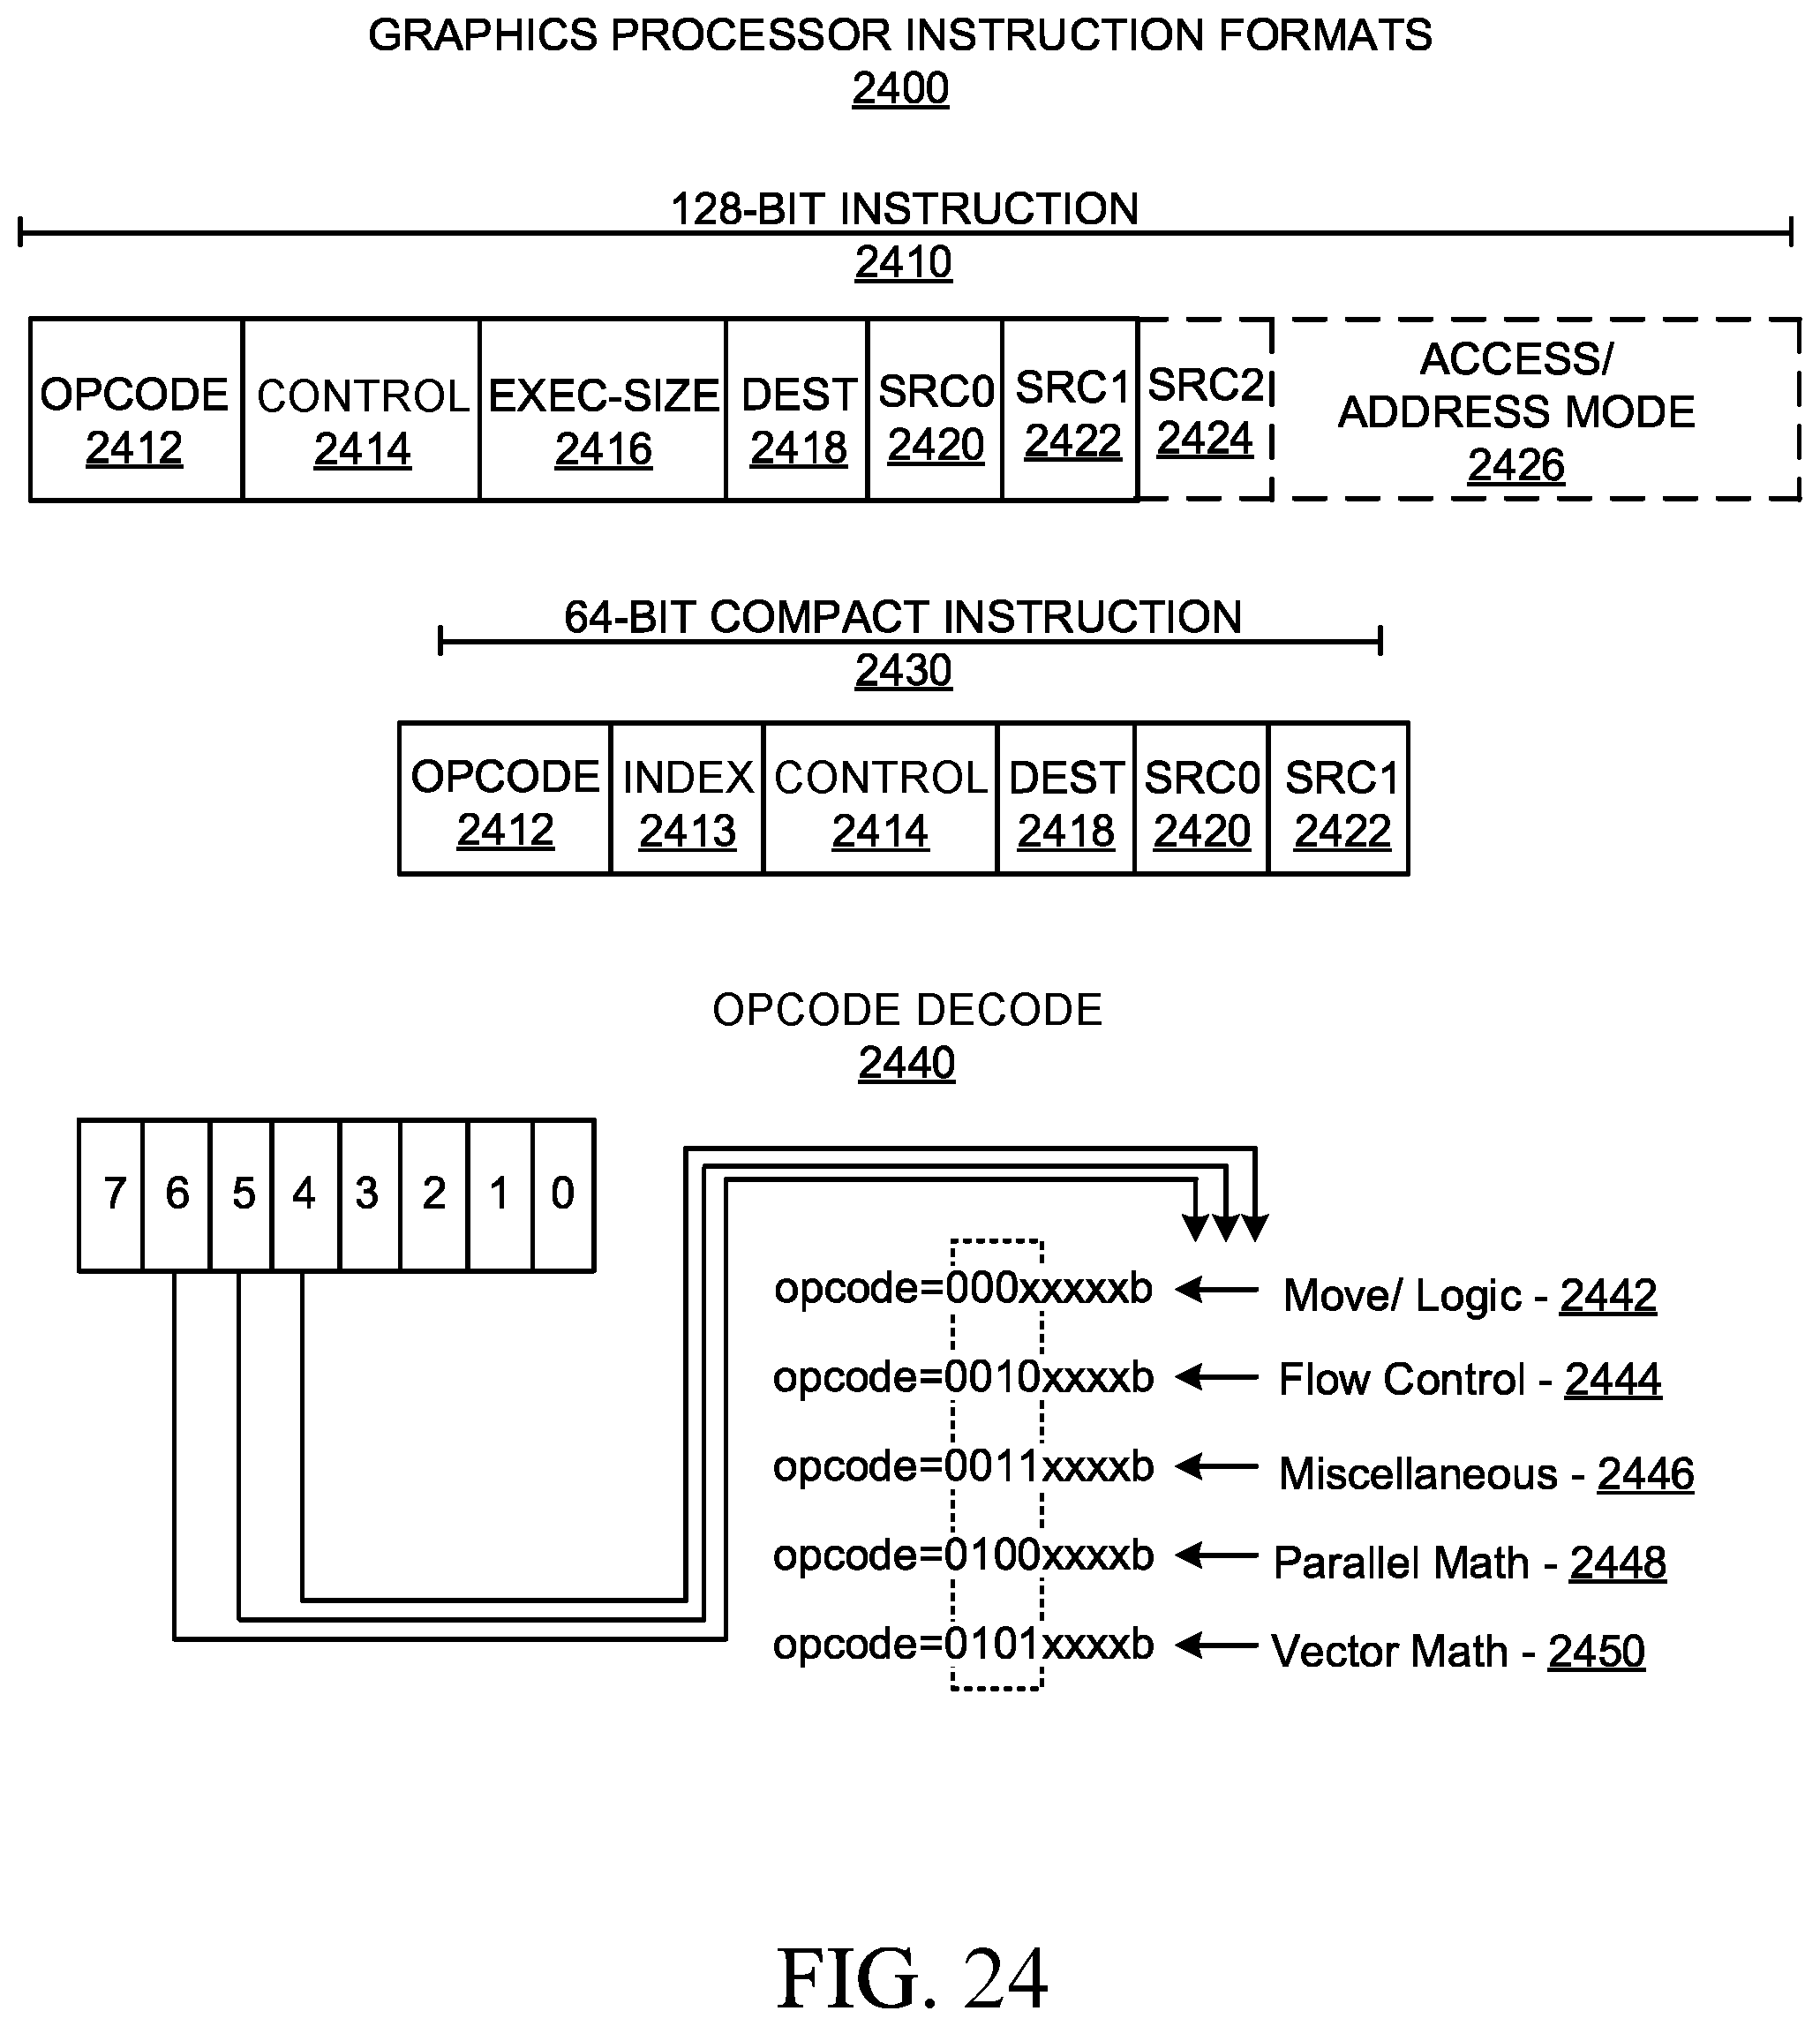 GRAPHICS PROCESSOR INSTRUCTION FORMATS
2400
128-BIT INSTRUCTION
2410
OPCODE 2412
CONTROL 2414
EXEC-SIZE 2416
DEST 2418
SRC0 2420
SRC1 2422
SRC2 2424
ACCESS/
ADDRESS MODE
2426
64-BIT COMPACT INSTRUCTION
2430
OPCODE 2412
INDEX 2413
CONTROL 2414
DEST 2418
SRC0 2420
SRC1 2422
OPCODE DECODE
2440
7 6 5 4 3 2 1 0
opcode=000xxxxxb Move/ Logic - 2442
opcode=0010xxxxb Flow Control - 2444
opcode=0011xxxxb Miscellaneous - 2446
opcode=0100xxxxb Parallel Math - 2448
opcode=0101xxxxb Vector Math - 2450
FIG. 24